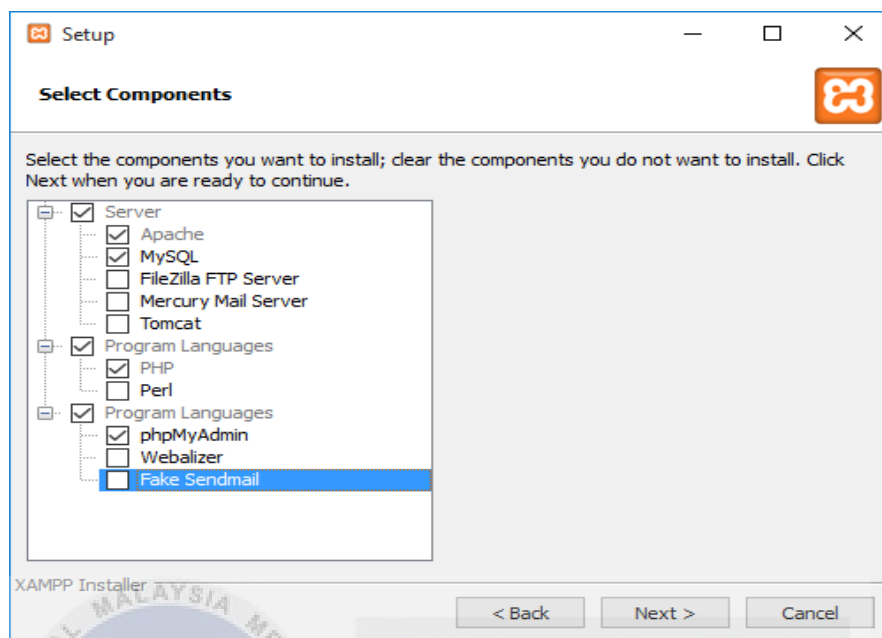 Setup
Select Components
Select the components you want to install; clear the components you do not want to install. Click
Next when you are ready to continue.
Server
Apache
MySQL
FileZilla FTP Server
Mercury Mail Server
Tomcat
Program Languages
PHP
Perl
Program Languages
phpMyAdmin
Webalizer
Fake Sendmail
XAMPP Installer
MALAYSIA
< Back
Next >
Cancel